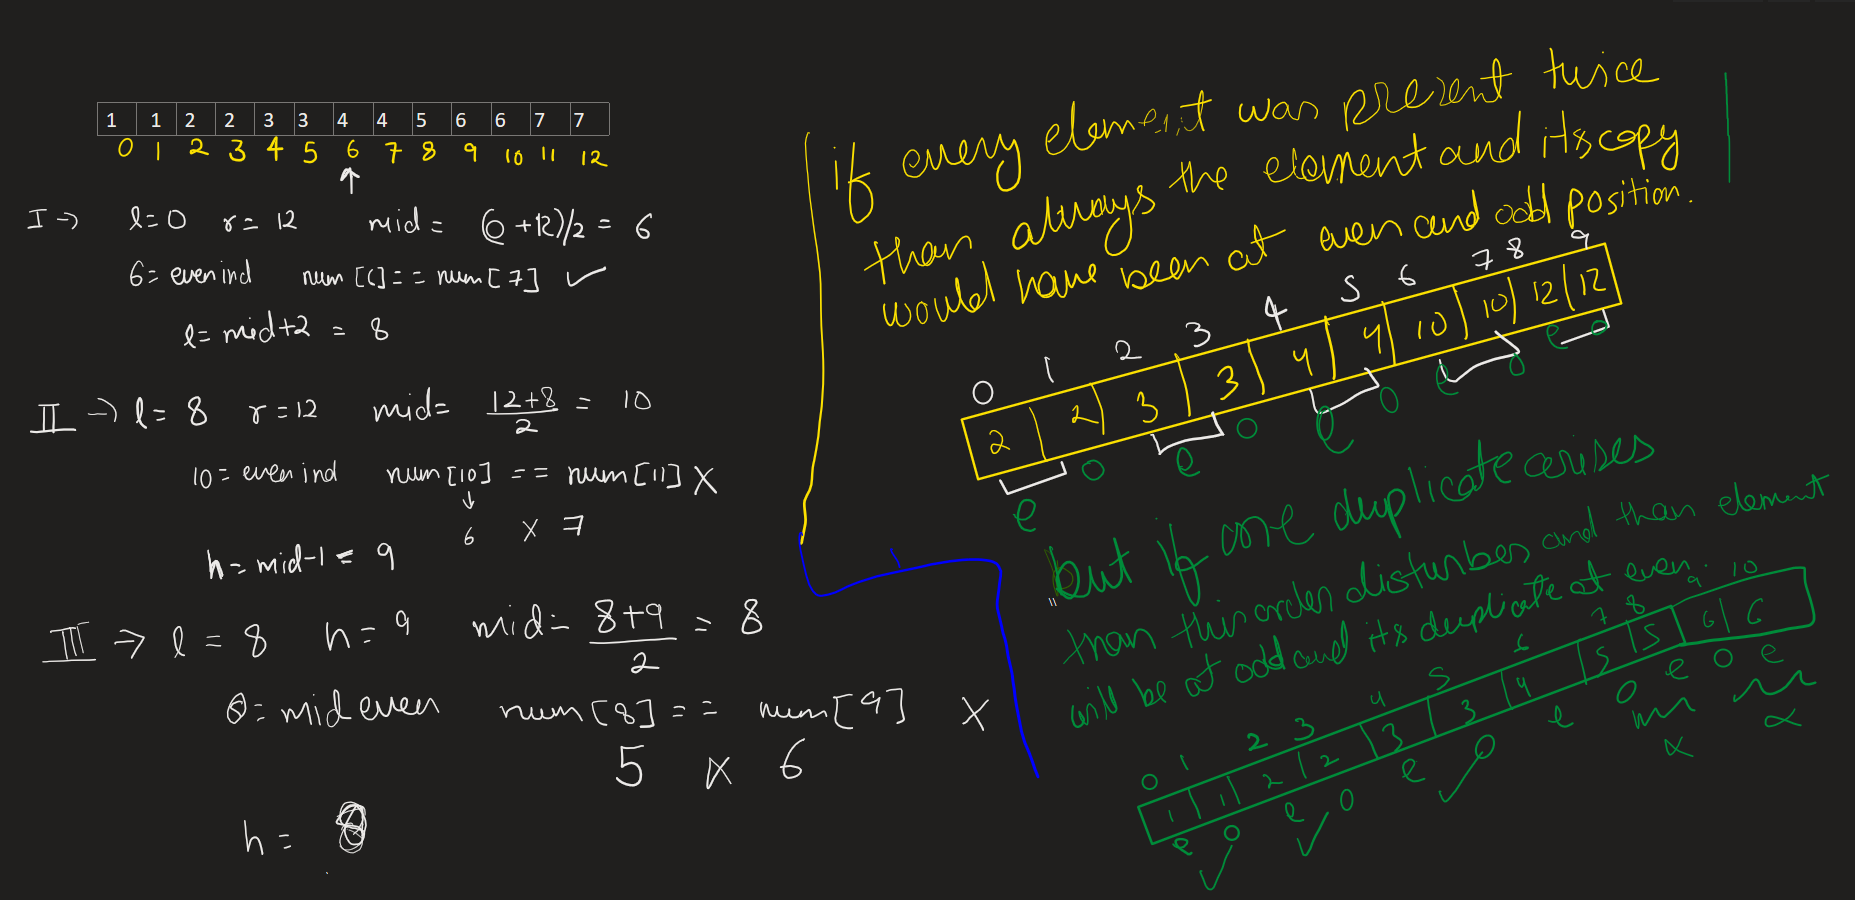 1 1 2 2 3 3 4 4 5 6 6 7 7
0 1 2 3 4 5 6 7 8 9 10 11 12
I → l=0 r=12 mid = (0+12)/2 = 6
6 = even ind num[6] == num[7] ✓
l = mid+2 = 8
II → l = 8 r = 12 mid = 12+8/2 = 10
10 = even ind num[10] == num[11] X
6 X 7
h = mid-1 = 9
III → l = 8 h = 9 mid = 8+9/2 = 8
8 = mid even num[8] == num[9] X
5 X 6
h =
if every element was present twice
than always the element and its copy
would have been at even and odd position.
0 1 2 3 4 5 6 7 8 9
2 2 3 3 4 4 10 10 12 12
e o e o e o e o e o
but if one duplicate arises
than this order disturbes and than element
will be at odd and its duplicate at even.
0 1 2 3 4 5 6 7 8 9 10
1 1 2 2 3 3 4 5 5 6 6
e o e o e o e o e o e
✓ ✓ ✓ X X